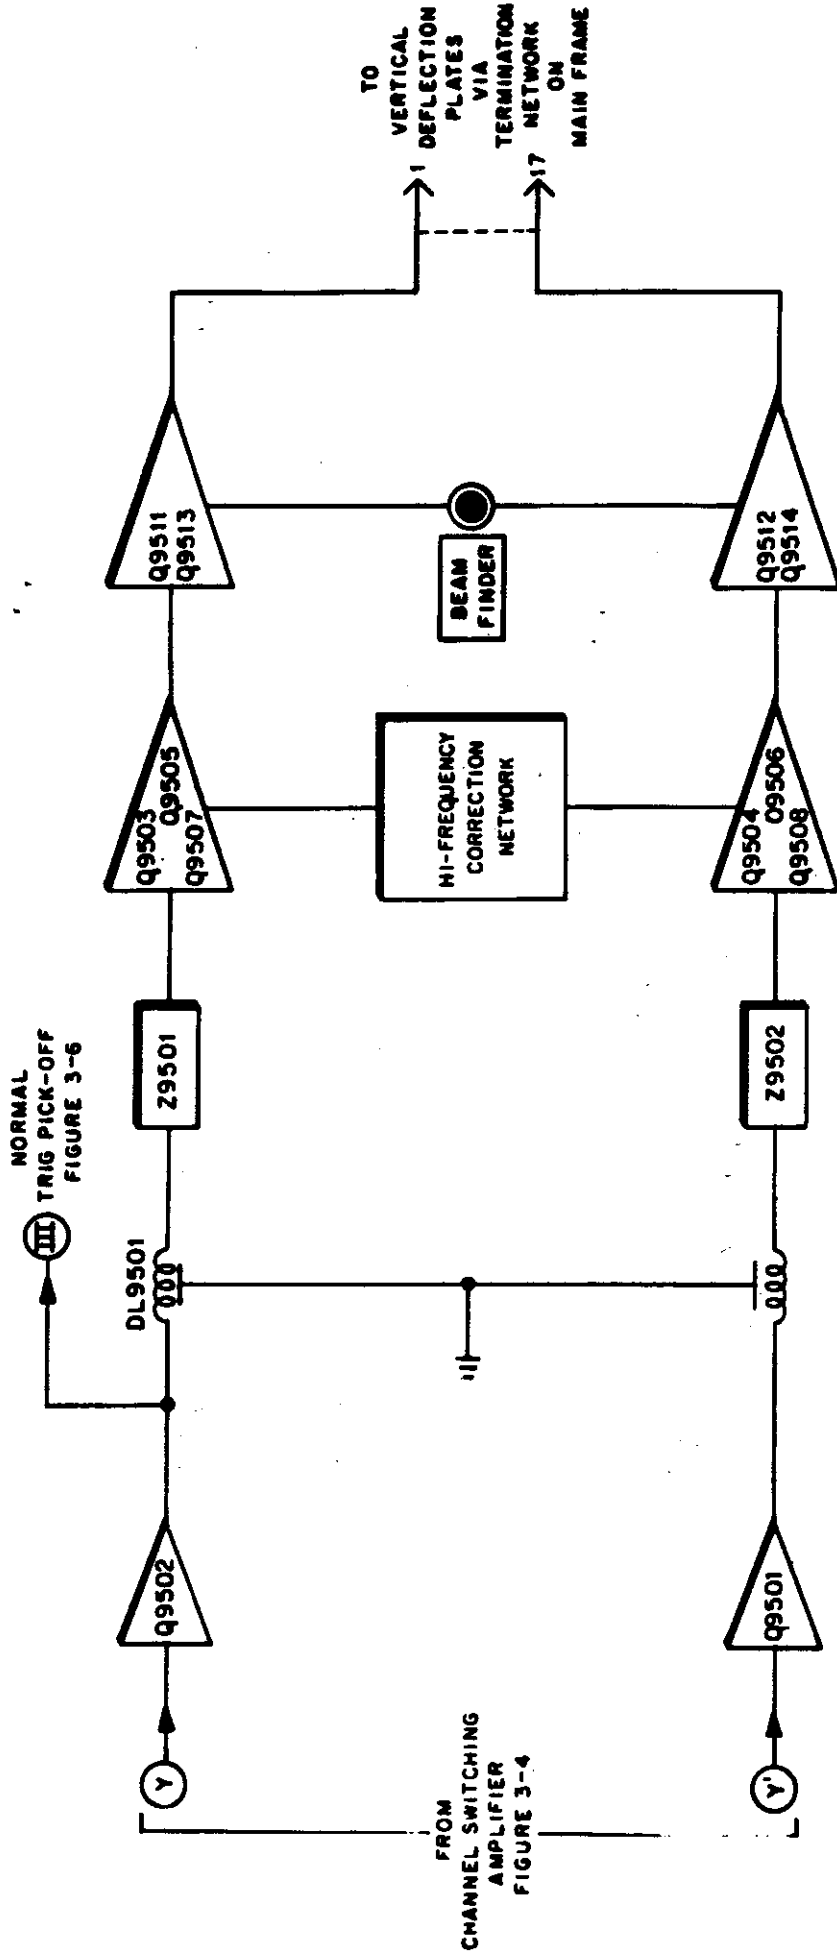 NORMAL
TRIG PICK-OFF
FIGURE 3-6
III
DL9501
Y
Q9502
Z9501
Q9503
Q9505
Q9507
Q9511
Q9513
TO
VERTICAL
DEFLECTION
PLATES
VIA
TERMINATION
NETWORK
ON
MAIN FRAME
1
17
FROM
CHANNEL SWITCHING
AMPLIFIER
FIGURE 3-4
HI-FREQUENCY
CORRECTION
NETWORK
BEAM
FINDER
Y'
Q9501
Z9502
Q9504
Q9506
Q9508
Q9512
Q9514